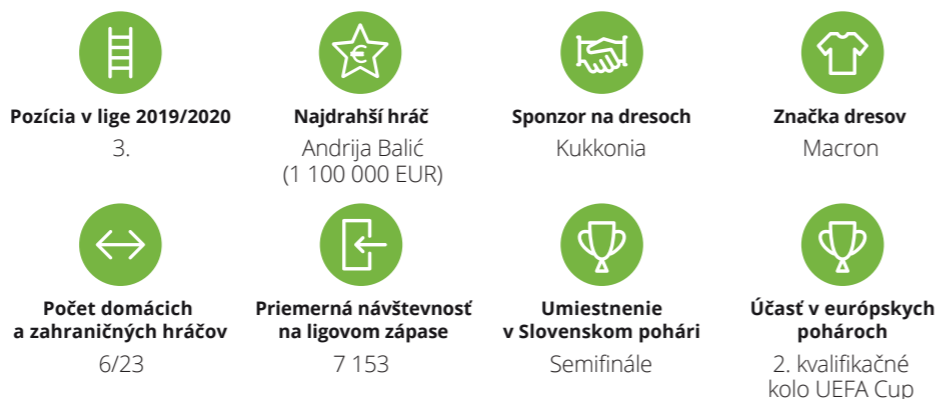 Pozícia v lige 2019/2020
3.
Najdrahší hráč
Andrija Balić
(1 100 000 EUR)
Sponzor na dresoch
Kukkonia
Značka dresov
Macron
Počet domácich
a zahraničných hráčov
6/23
Priemerná návštevnosť
na ligovom zápase
7 153
Umiestnenie
v Slovenskom pohári
Semifinále
Účasť v európskych
pohároch
2. kvalifikačné
kolo UEFA Cup